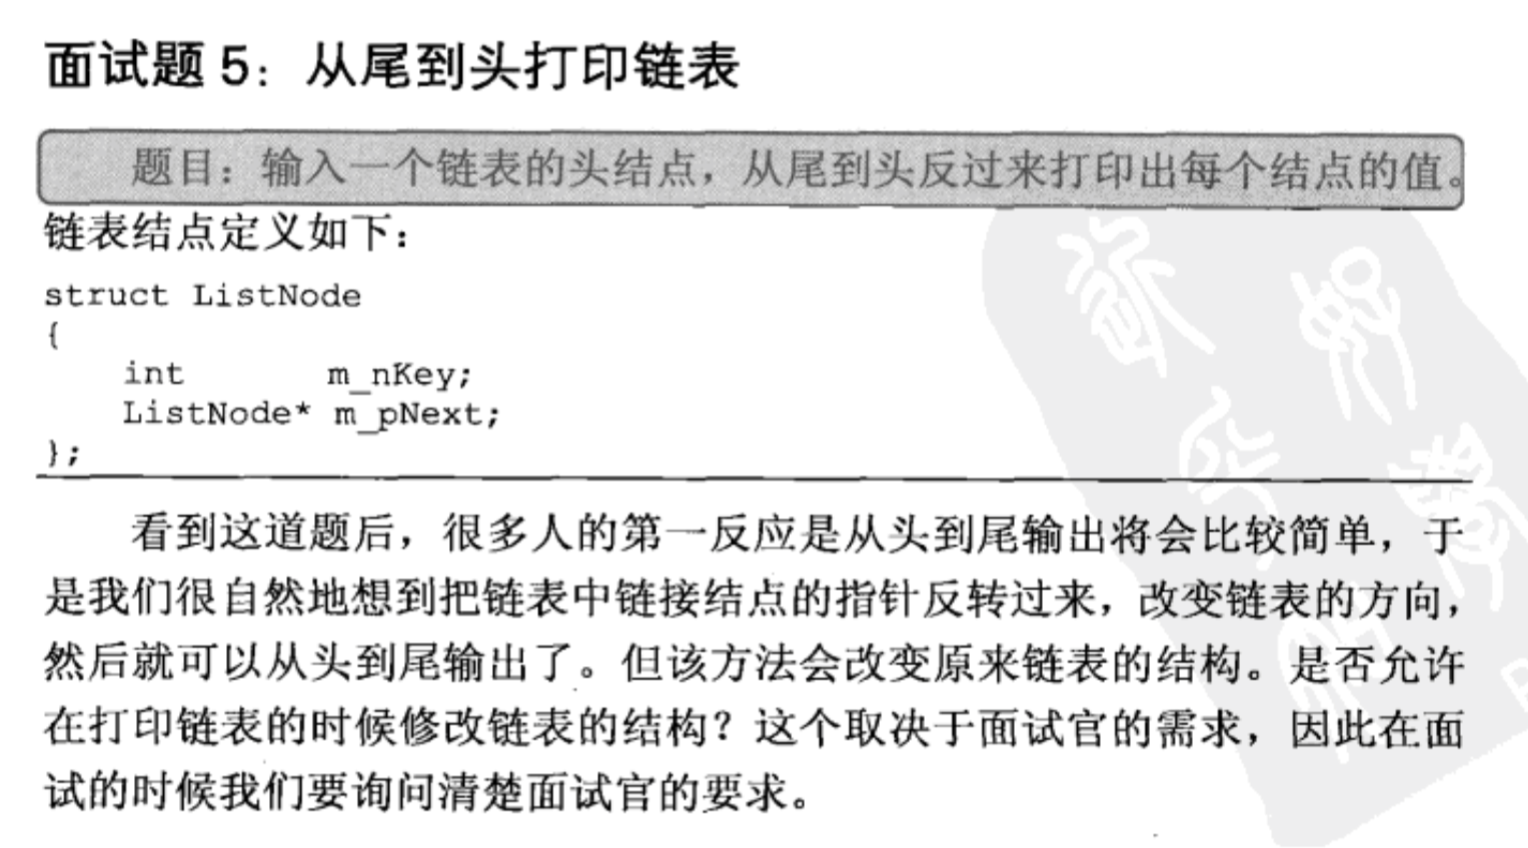 面试题 5：从尾到头打印链表
题目：输入一个链表的头结点，从尾到头反过来打印出每个结点的值。
链表结点定义如下：
struct ListNode
{
    int       m_nKey;
    ListNode* m_pNext;
};
看到这道题后，很多人的第一反应是从头到尾输出将会比较简单，于
是我们很自然地想到把链表中链接结点的指针反转过来，改变链表的方向，
然后就可以从头到尾输出了。但该方法会改变原来链表的结构。是否允许
在打印链表的时候修改链表的结构？这个取决于面试官的需求，因此在面
试的时候我们要询问清楚面试官的要求。